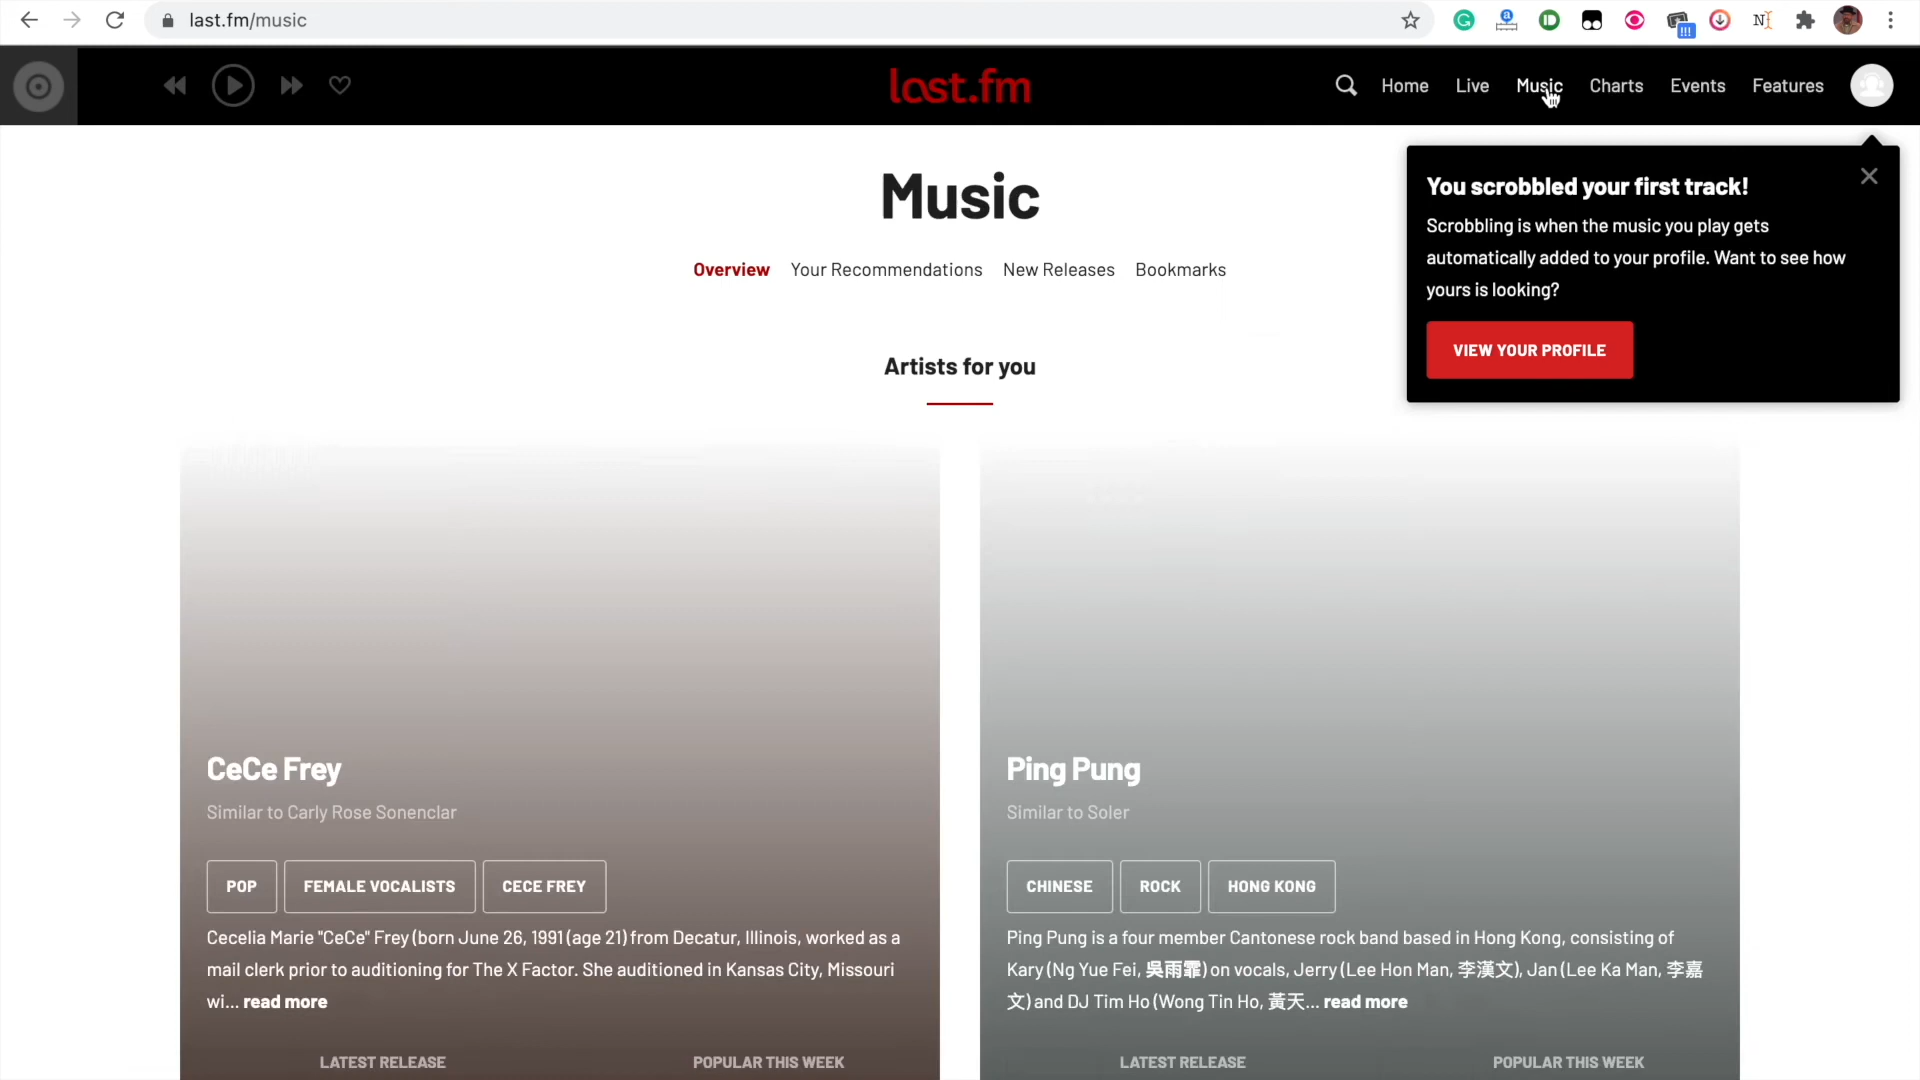 last.fm/music
last.fm
Home Live Music Charts Events Features
You scrobbled your first track!
Scrobbling is when the music you play gets
automatically added to your profile. Want to see how
yours is looking?
VIEW YOUR PROFILE
Music
Overview Your Recommendations New Releases Bookmarks
Artists for you
CeCe Frey
Similar to Carly Rose Sonenclar
POP FEMALE VOCALISTS CECE FREY
Cecelia Marie "CeCe" Frey (born June 26, 1991 (age 21) from Decatur, Illinois, worked as a
mail clerk prior to auditioning for The X Factor. She auditioned in Kansas City, Missouri
wi... read more
LATEST RELEASE POPULAR THIS WEEK
Ping Pung
Similar to Soler
CHINESE ROCK HONG KONG
Ping Pung is a four member Cantonese rock band based in Hong Kong, consisting of
Kary (Ng Yue Fei, 吳雨霏) on vocals, Jerry (Lee Hon Man, 李漢文), Jan (Lee Ka Man, 李嘉
文) and DJ Tim Ho (Wong Tin Ho, 黃天... read more
LATEST RELEASE POPULAR THIS WEEK